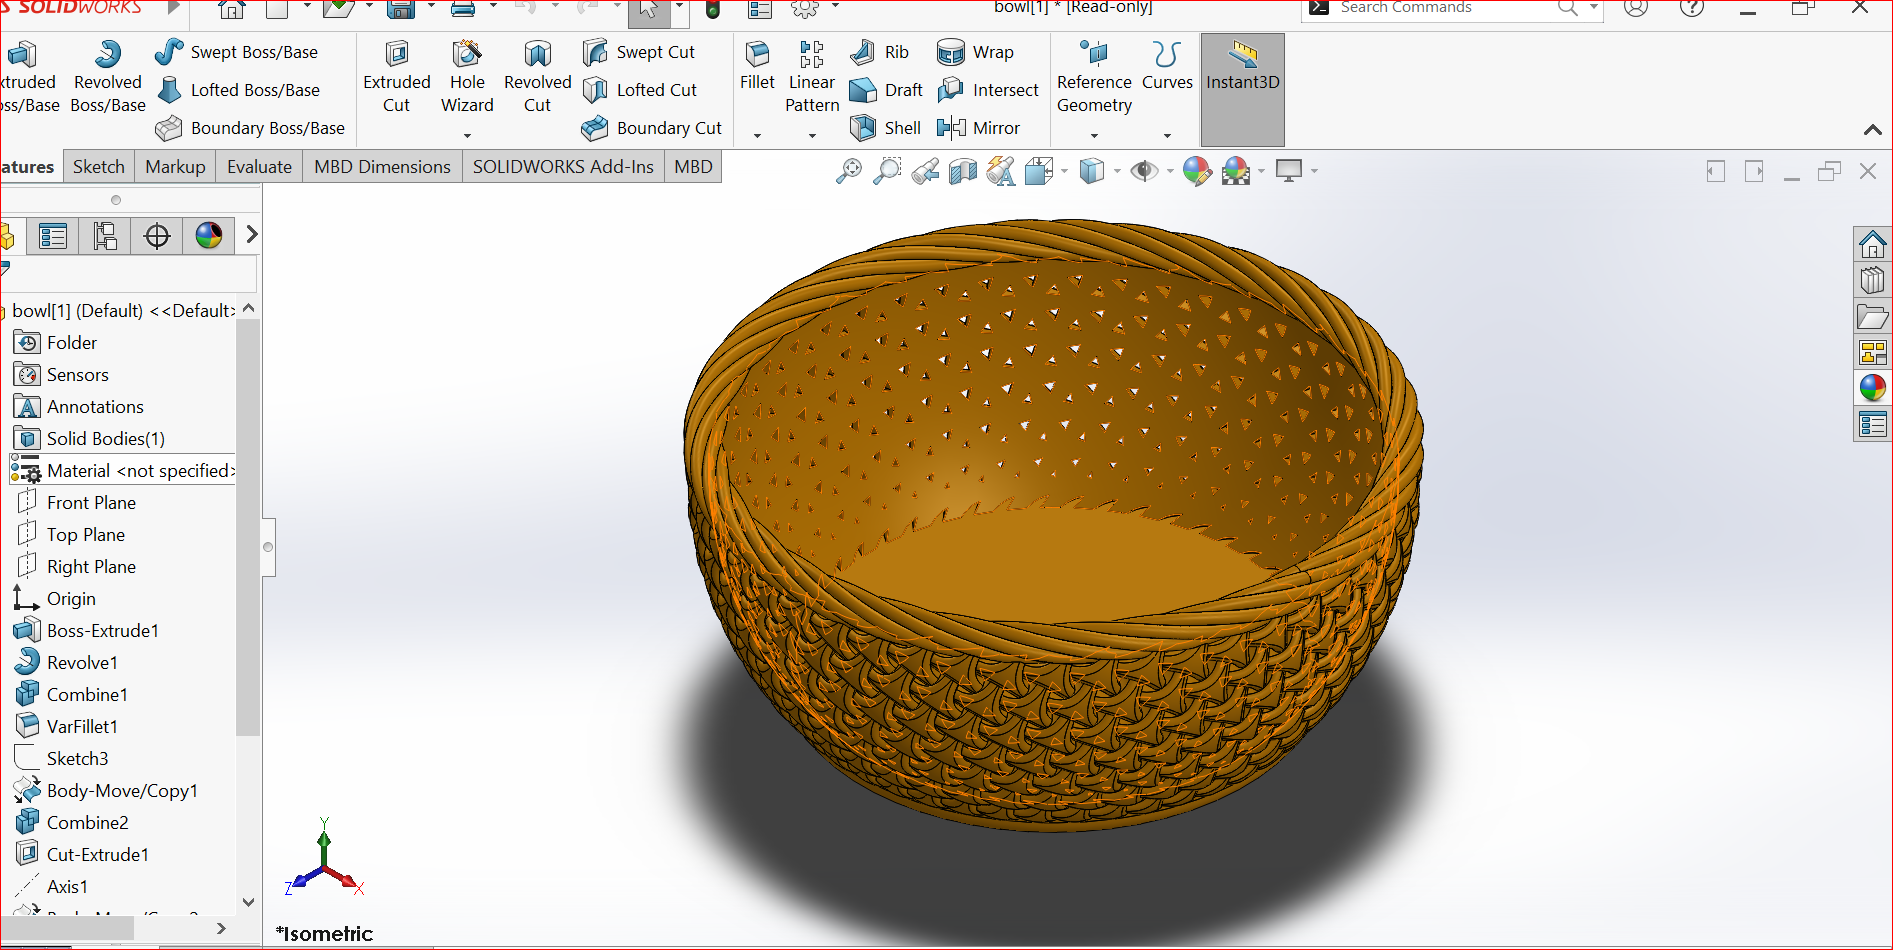 SOLIDWORKS
bowl[1] * [Read-only]
Search Commands
xtruded
oss/Base
Revolved
Boss/Base
Swept Boss/Base
Lofted Boss/Base
Boundary Boss/Base
Extruded
Cut
Hole
Wizard
Revolved
Cut
Swept Cut
Lofted Cut
Boundary Cut
Fillet
Linear
Pattern
Rib
Draft
Shell
Wrap
Intersect
Mirror
Reference
Geometry
Curves
Instant3D
atures
Sketch
Markup
Evaluate
MBD Dimensions
SOLIDWORKS Add-Ins
MBD
bowl[1] (Default) <<Default>
Folder
Sensors
Annotations
Solid Bodies(1)
Material <not specified>
Front Plane
Top Plane
Right Plane
Origin
Boss-Extrude1
Revolve1
Combine1
VarFillet1
Sketch3
Body-Move/Copy1
Combine2
Cut-Extrude1
Axis1
Y
Z
X
*Isometric